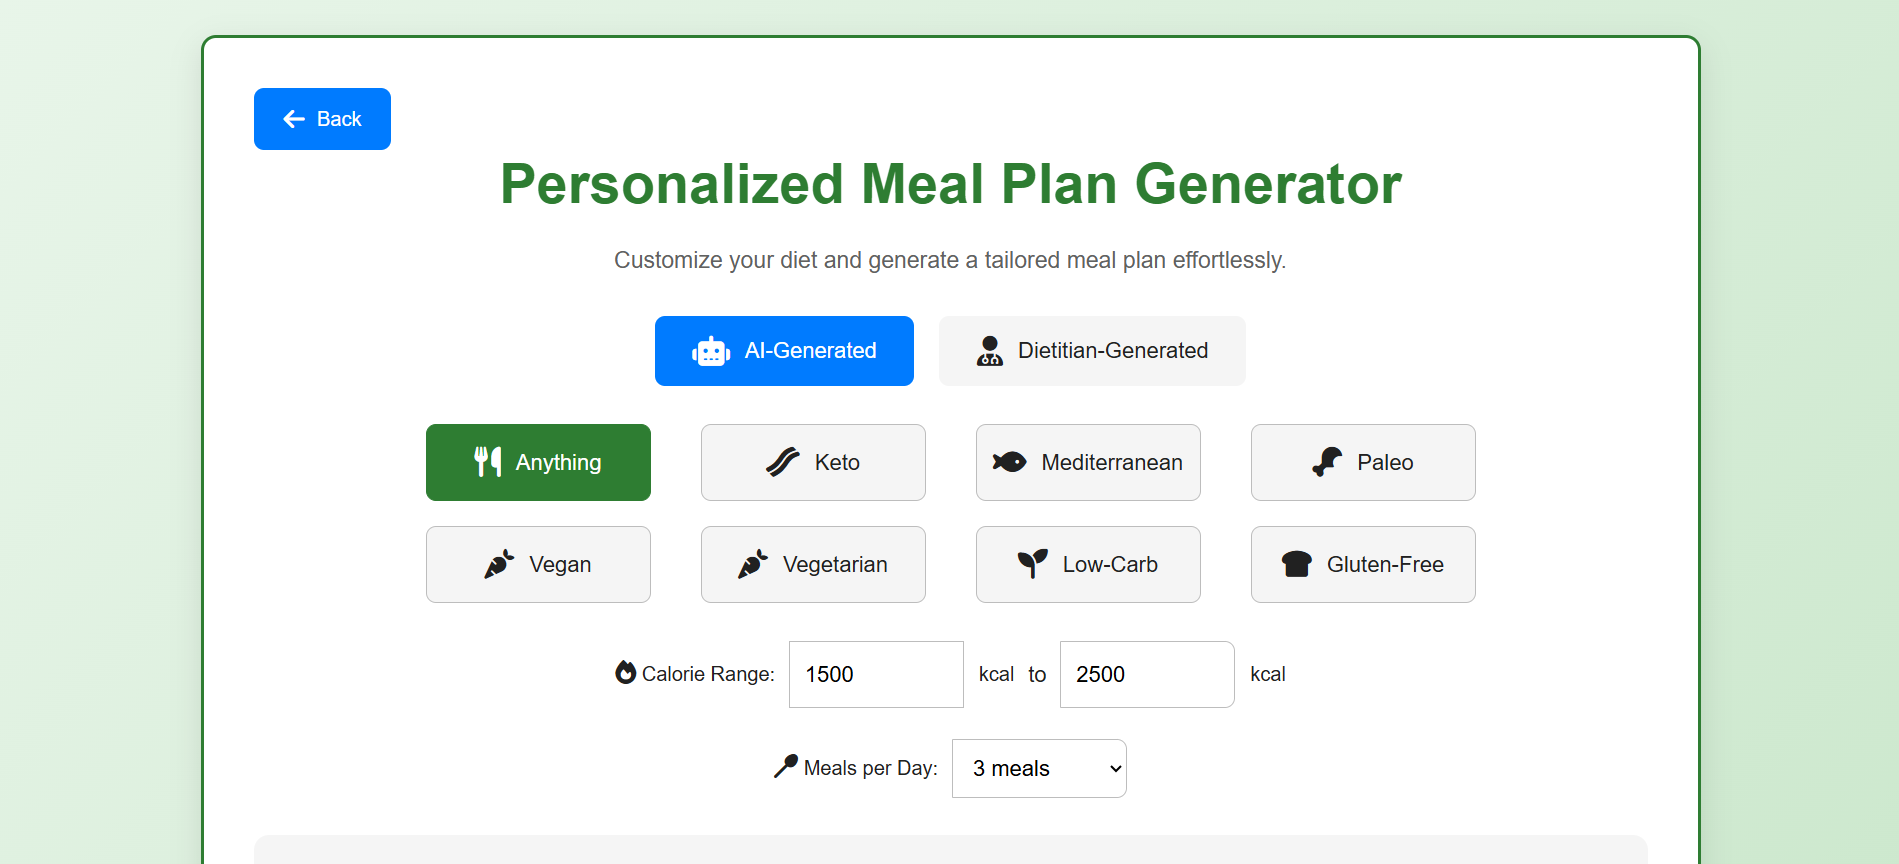 Back
Personalized Meal Plan Generator
Customize your diet and generate a tailored meal plan effortlessly.
AI-Generated Dietitian-Generated
Anything Keto Mediterranean Paleo
Vegan Vegetarian Low-Carb Gluten-Free
Calorie Range: 1500 kcal to 2500 kcal
Meals per Day: 3 meals